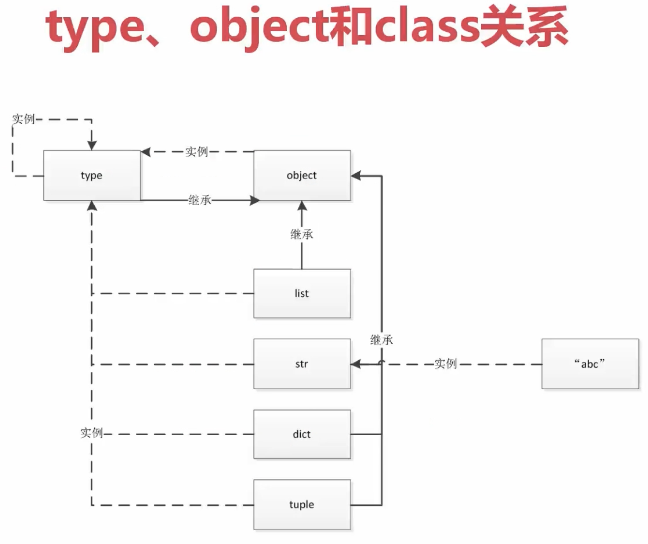 type、object和class关系
实例
实例
type
object
继承
继承
list
继承
str
实例
“abc”
实例
dict
tuple